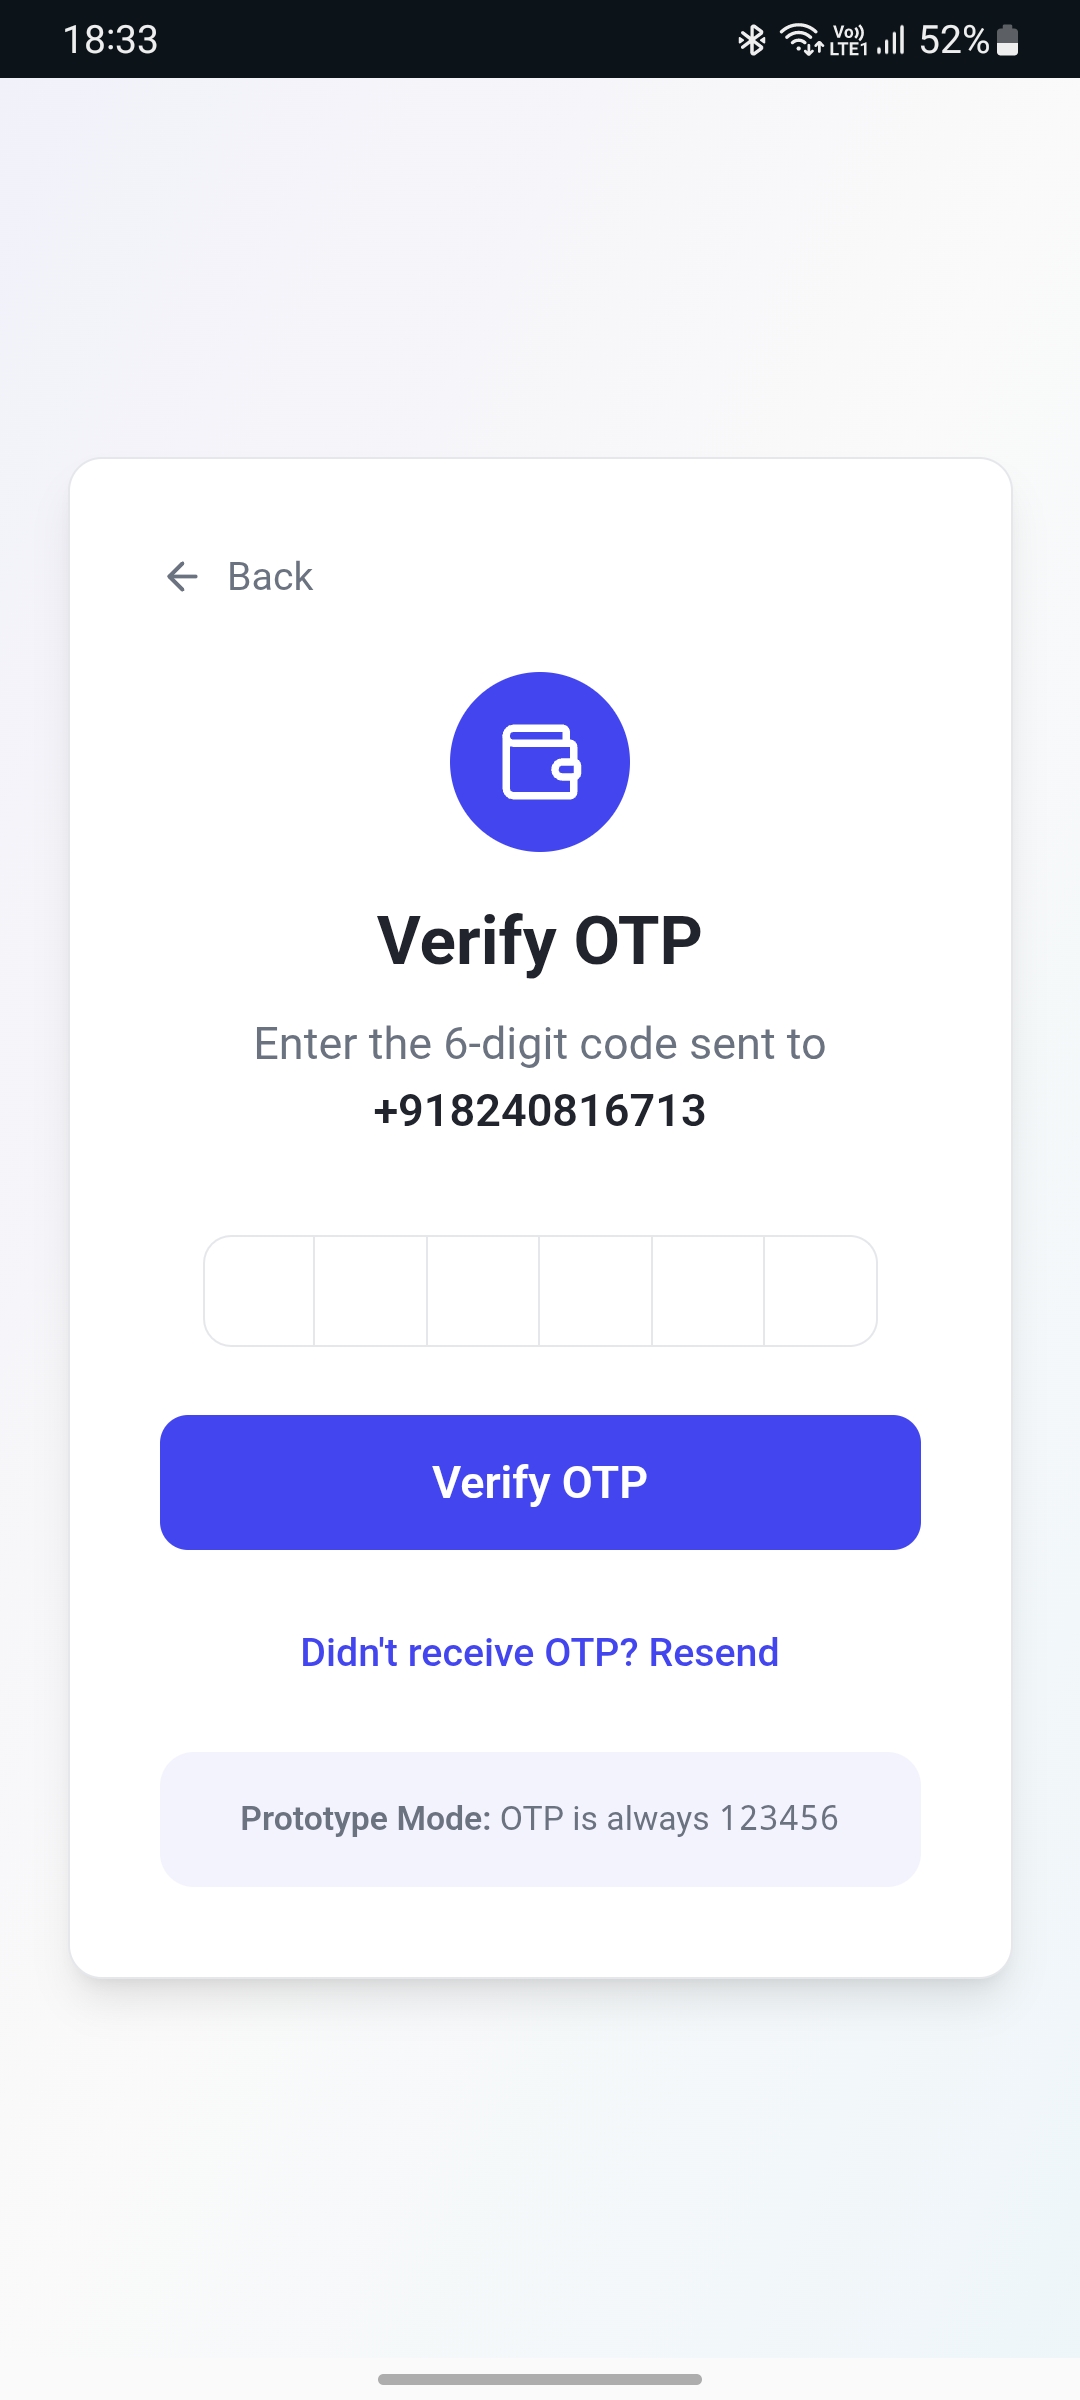 18:33 Vo)) LTE1 52%
Back
Verify OTP
Enter the 6-digit code sent to
+918240816713
Verify OTP
Didn't receive OTP? Resend
Prototype Mode: OTP is always 123456